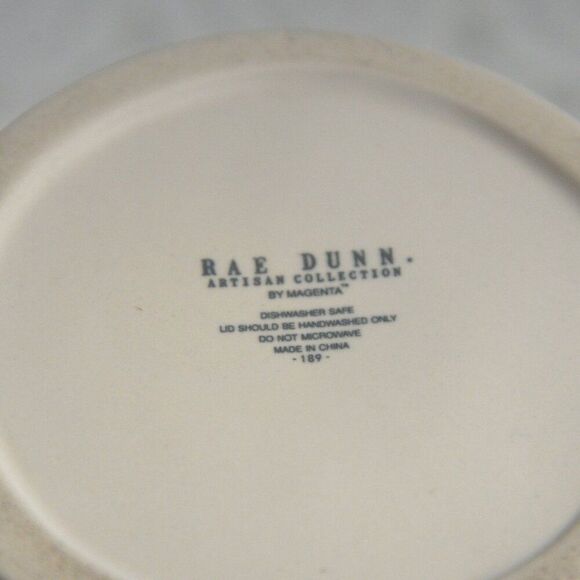 RAE DUNN.
ARTISAN COLLECTION
BY MAGENTA™
DISHWASHER SAFE
LID SHOULD BE HANDWASHED ONLY
DO NOT MICROWAVE
MADE IN CHINA
- 189 -